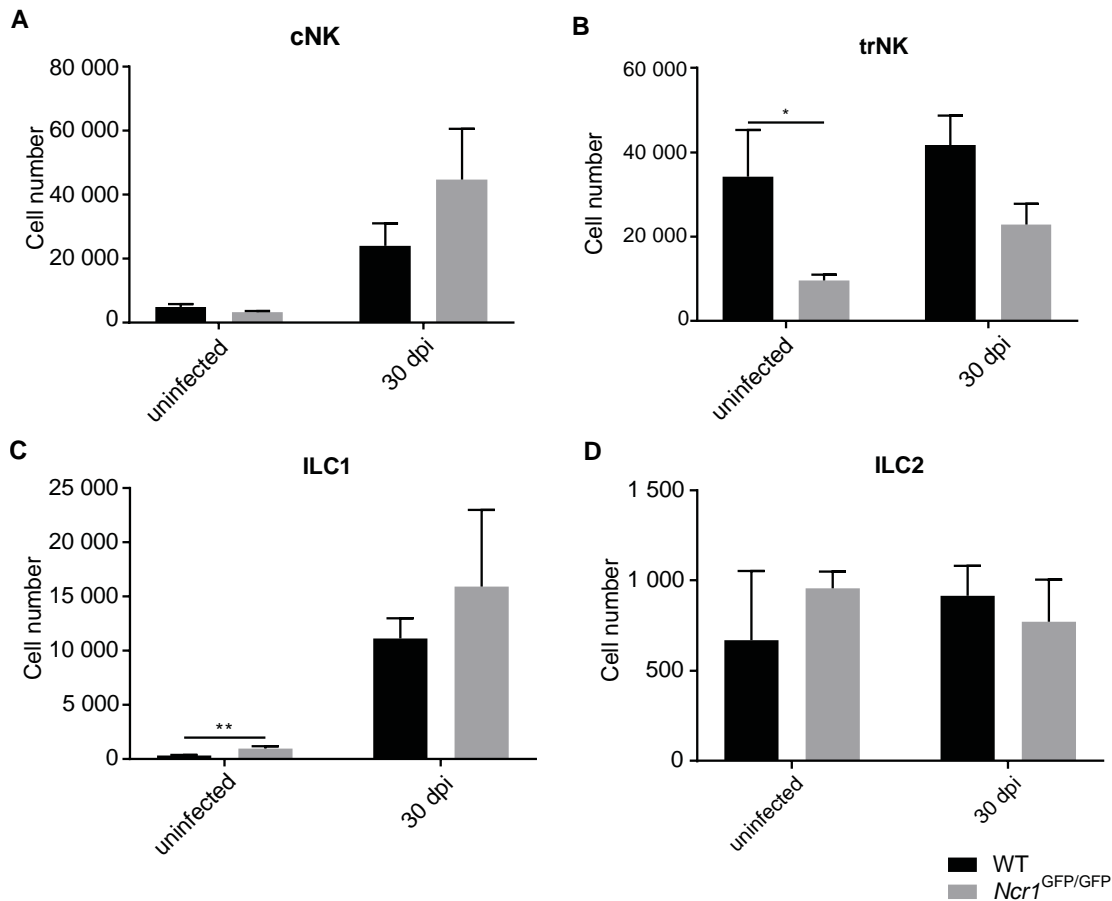 A
cNK
80 000
60 000
40 000
20 000
0
Cell number
uninfected
30 dpi
B
trNK
60 000
40 000
20 000
0
Cell number
*
uninfected
30 dpi
C
ILC1
25 000
20 000
15 000
10 000
5 000
0
Cell number
**
uninfected
30 dpi
D
ILC2
1 500
1 000
500
0
Cell number
uninfected
30 dpi
WT
Ncr1GFP/GFP